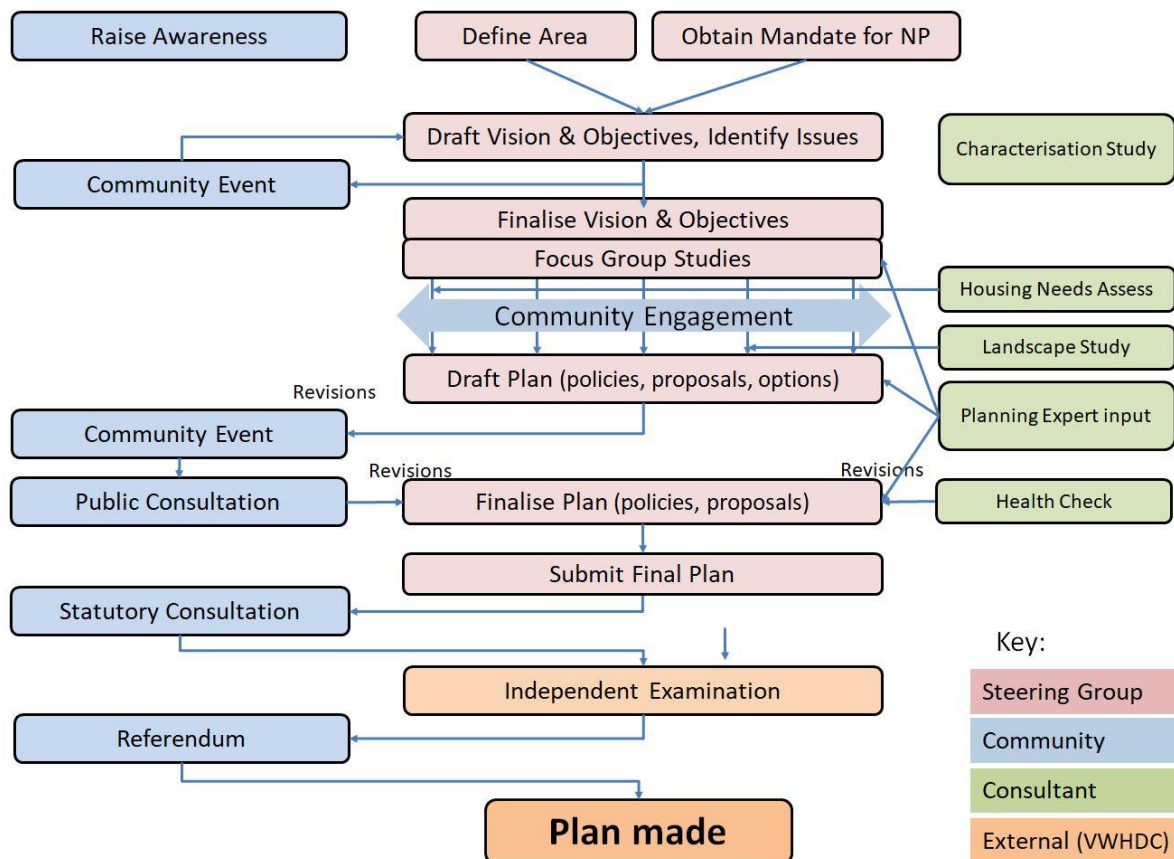 Raise Awareness
Define Area
Obtain Mandate for NP
Draft Vision & Objectives, Identify Issues
Characterisation Study
Community Event
Finalise Vision & Objectives
Focus Group Studies
Housing Needs Assess
Community Engagement
Landscape Study
Draft Plan (policies, proposals, options)
Revisions
Planning Expert input
Community Event
Revisions
Revisions
Public Consultation
Finalise Plan (policies, proposals)
Health Check
Submit Final Plan
Statutory Consultation
Independent Examination
Referendum
Plan made
Key:
Steering Group
Community
Consultant
External (VWHDC)